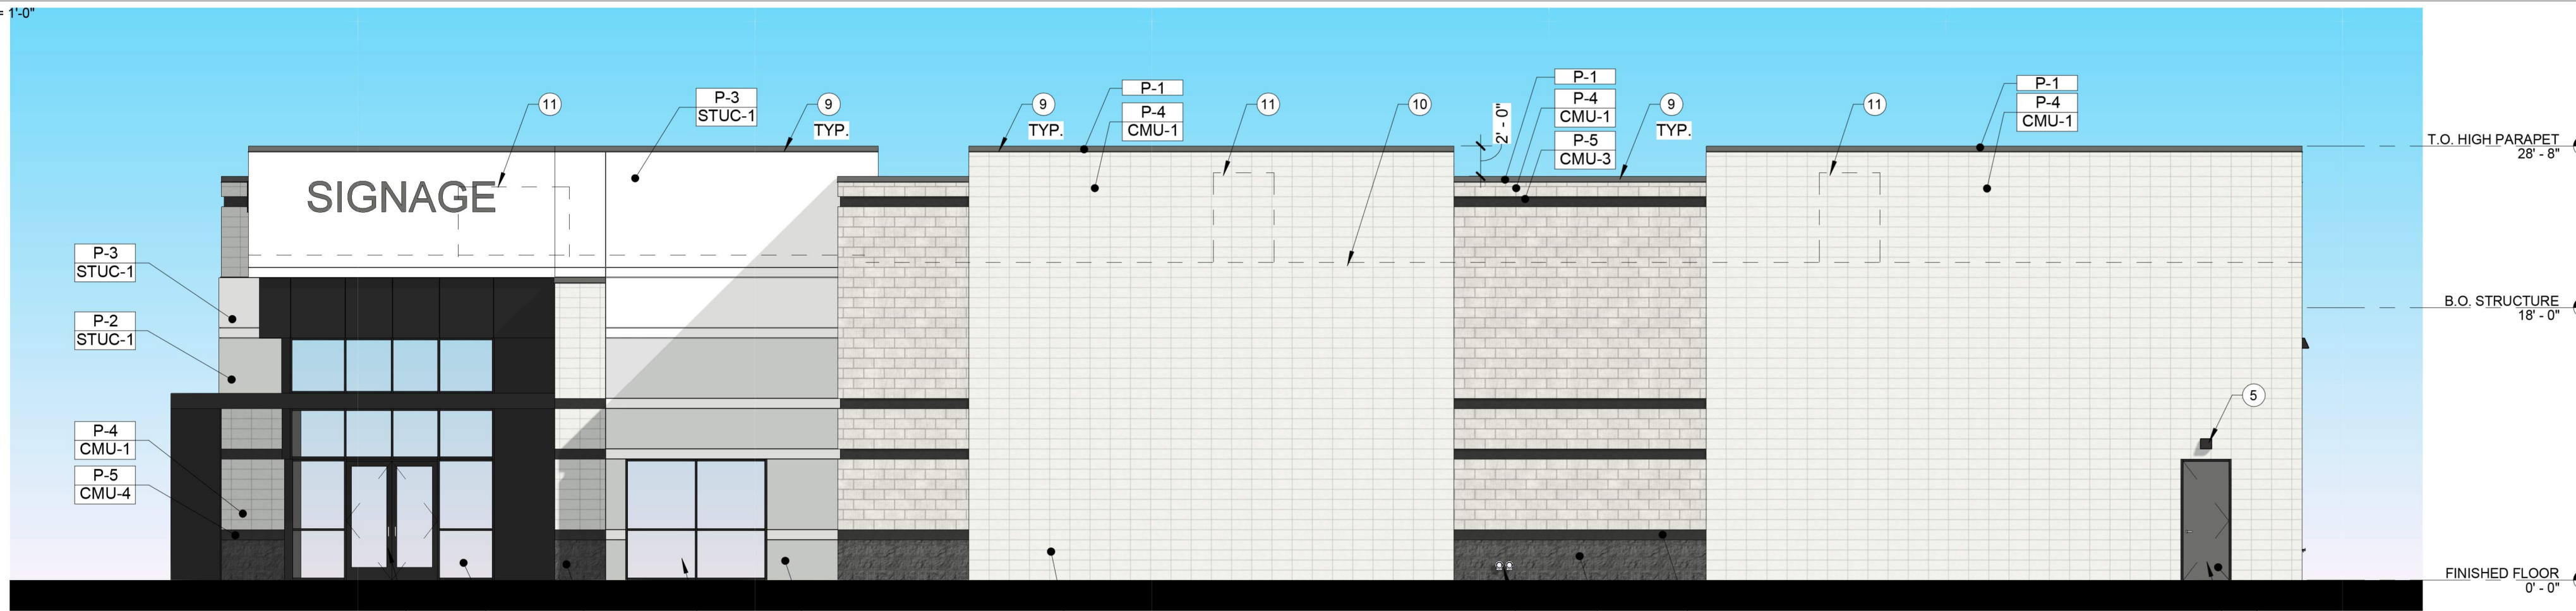 = 1'-0"
11
P-3
STUC-1
9
TYP.
9
TYP.
P-1
P-4
CMU-1
11
10
2' - 0"
P-1
P-4
CMU-1
P-5
CMU-3
9
TYP.
11
P-1
P-4
CMU-1
T.O. HIGH PARAPET
28' - 8"
SIGNAGE
P-3
STUC-1
P-2
STUC-1
B.O. STRUCTURE
18' - 0"
5
P-4
CMU-1
P-5
CMU-4
FINISHED FLOOR
0' - 0"